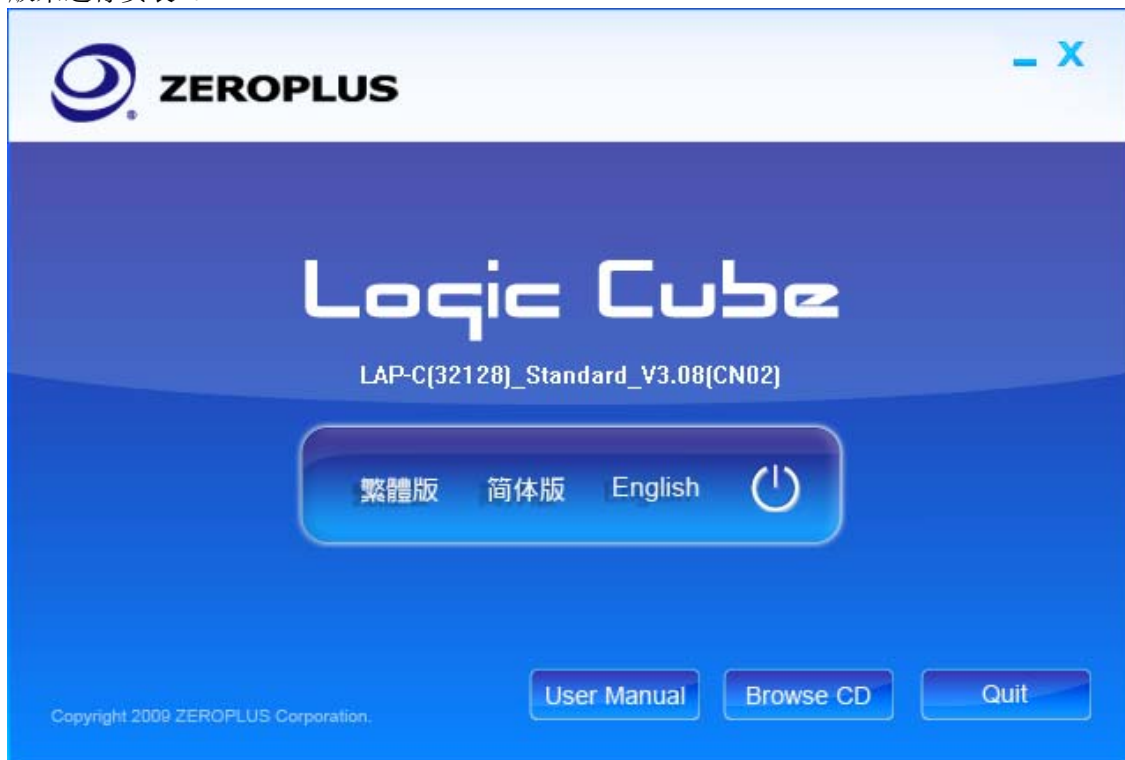 ZEROPLUS
Logic Cube
LAP-C(32128)_Standard_V3.08(CN02)
繁體版 简体版 English
User Manual Browse CD Quit
Copyright 2009 ZEROPLUS Corporation.